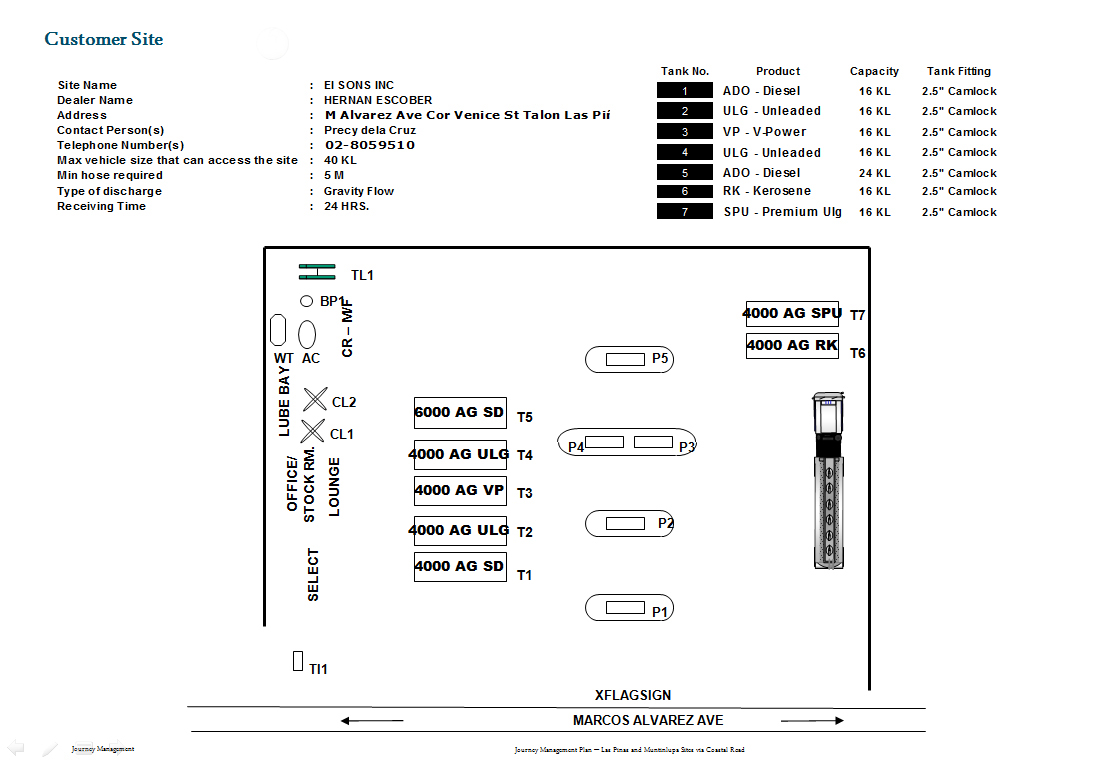 Customer Site
Site Name : EI SONS INC
Dealer Name : HERNAN ESCOBER
Address : M Alvarez Ave Cor Venice St Talon Las Pií
Contact Person(s) : Precy dela Cruz
Telephone Number(s) : 02-8059510
Max vehicle size that can access the site : 40 KL
Min hose required : 5 M
Type of discharge : Gravity Flow
Receiving Time : 24 HRS.
Tank No. Product Capacity Tank Fitting
1 ADO - Diesel 16 KL 2.5" Camlock
2 ULG - Unleaded 16 KL 2.5" Camlock
3 VP - V-Power 16 KL 2.5" Camlock
4 ULG - Unleaded 16 KL 2.5" Camlock
5 ADO - Diesel 24 KL 2.5" Camlock
6 RK - Kerosene 16 KL 2.5" Camlock
7 SPU - Premium Ulg 16 KL 2.5" Camlock
TL1
BP1
CR – M/F
WT AC
LUBE BAY
CL2
CL1
OFFICE/
STOCK RM.
LOUNGE
SELECT
TI1
6000 AG SD T5
4000 AG ULG T4
4000 AG VP T3
4000 AG ULG T2
4000 AG SD T1
P5
P4 P3
P2
P1
4000 AG SPU T7
4000 AG RK T6
XFLAGSIGN
MARCOS ALVAREZ AVE
Journey Management
Journey Management Plan – Las Pinas and Muntinlupa Sites via Coastal Road